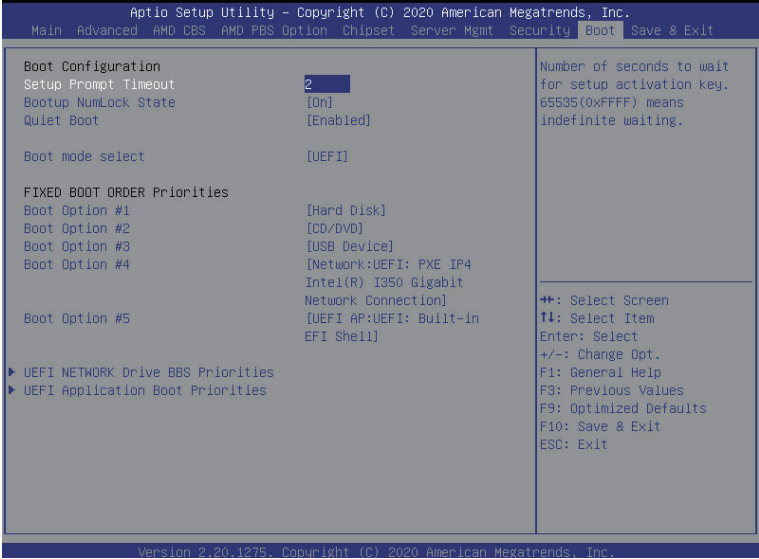 Aptio Setup Utility – Copyright (C) 2020 American Megatrends, Inc.
Main Advanced AMD CBS AMD PBS Option Chipset Server Mgmt Security Boot Save & Exit
Boot Configuration
Setup Prompt Timeout 2
Bootup NumLock State [On]
Quiet Boot [Enabled]
Boot mode select [UEFI]
FIXED BOOT ORDER Priorities
Boot Option #1 [Hard Disk]
Boot Option #2 [CD/DVD]
Boot Option #3 [USB Device]
Boot Option #4 [Network:UEFI: PXE IP4
Intel(R) I350 Gigabit
Network Connection]
Boot Option #5 [UEFI AP:UEFI: Built-in
EFI Shell]
UEFI NETWORK Drive BBS Priorities
UEFI Application Boot Priorities
Number of seconds to wait
for setup activation key.
65535(0xFFFF) means
indefinite waiting.
→←: Select Screen
↑↓: Select Item
Enter: Select
+/-: Change Opt.
F1: General Help
F3: Previous Values
F9: Optimized Defaults
F10: Save & Exit
ESC: Exit
Version 2.20.1275. Copyright (C) 2020 American Megatrends, Inc.